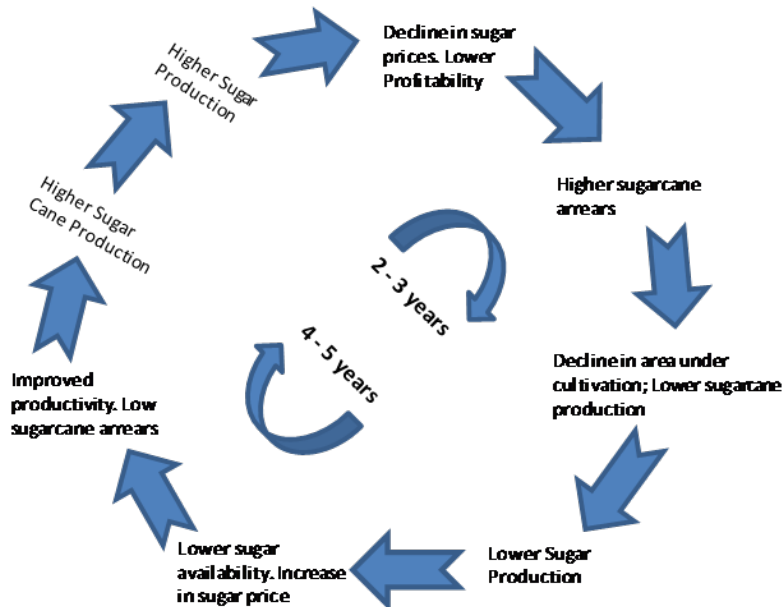 Higher Sugar
Production
Decline in sugar
prices. Lower
Profitability
Higher sugarcane
arrears
Decline in area under
cultivation; Lower sugarcane
production
Lower Sugar
Production
Lower sugar
availability. Increase
in sugar price
Improved
productivity. Low
sugarcane arrears
Higher Sugar
Cane Production
2 - 3 years
4 - 5 years